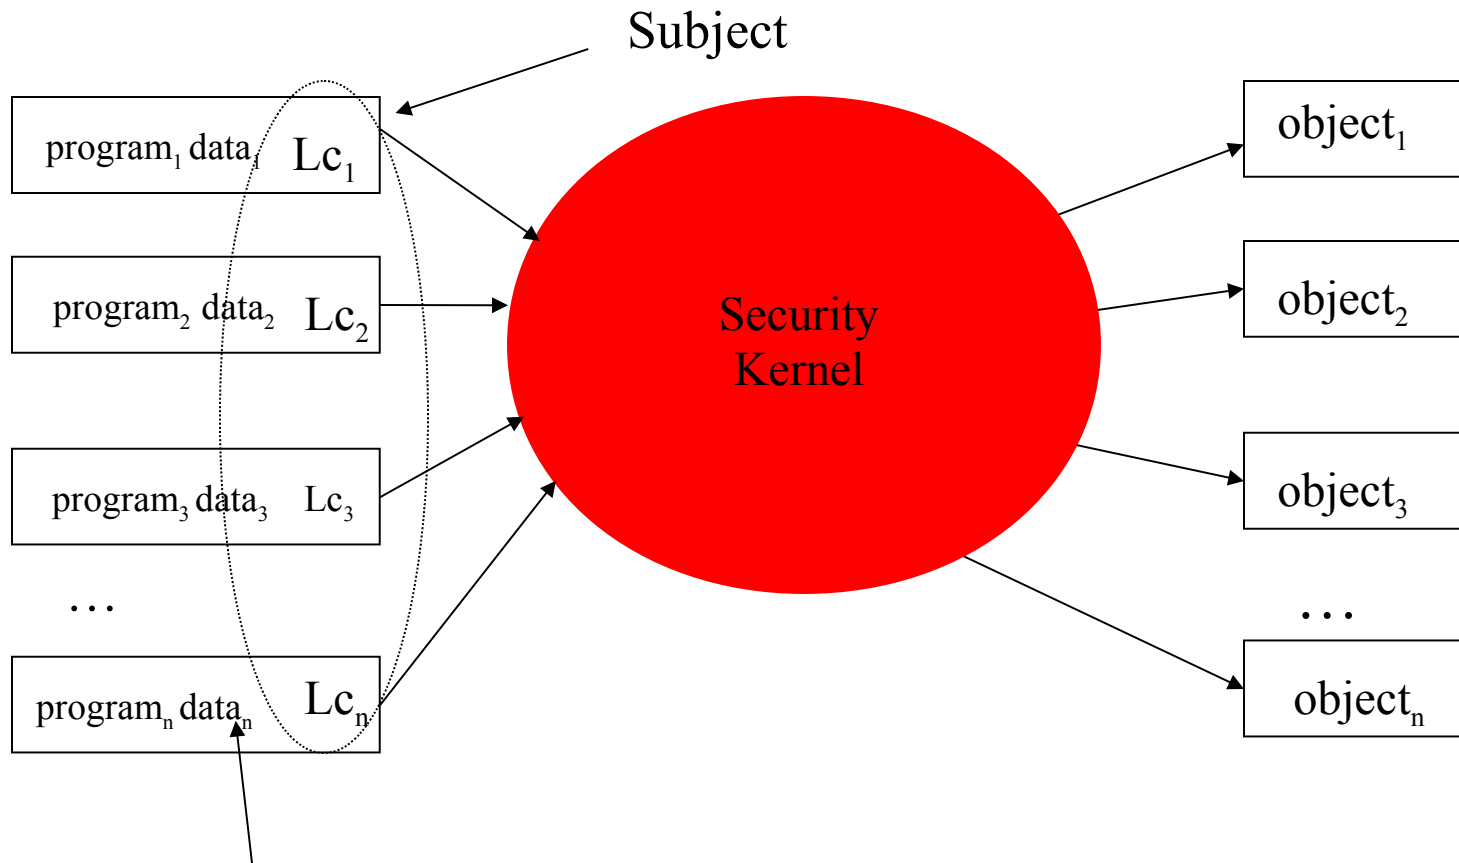 Subject
program₁ data₁ Lc₁
object₁
program₂ data₂ Lc₂
Security
Kernel
object₂
program₃ data₃ Lc₃
object₃
…
…
programₙ dataₙ Lcₙ
objectₙ